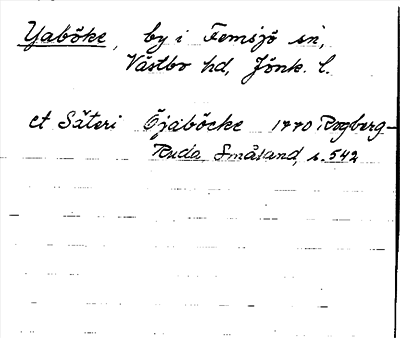 Yaböke, by i Femsjö sn,
Västbo hd, Jönk. l.
et Säteri Öjaböcke 1770 Rogberg-
Ruda Småland, s. 542